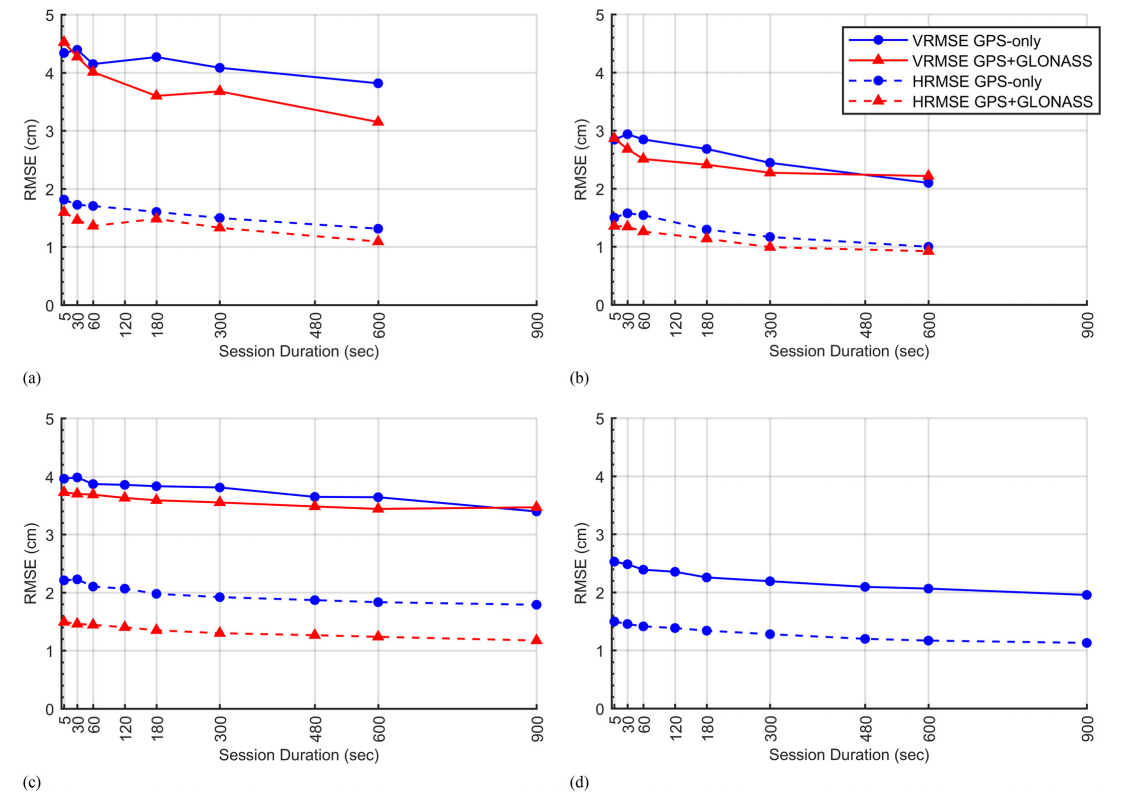 5
4
3
2
1
0
RMSE (cm)
5 30 60 120 180 300 480 600 900
Session Duration (sec)
(a)
5
4
3
2
1
0
RMSE (cm)
5 30 60 120 180 300 480 600 900
Session Duration (sec)
VRMSE GPS-only
VRMSE GPS+GLONASS
HRMSE GPS-only
HRMSE GPS+GLONASS
(b)
5
4
3
2
1
0
RMSE (cm)
5 30 60 120 180 300 480 600 900
Session Duration (sec)
(c)
5
4
3
2
1
0
RMSE (cm)
5 30 60 120 180 300 480 600 900
Session Duration (sec)
(d)